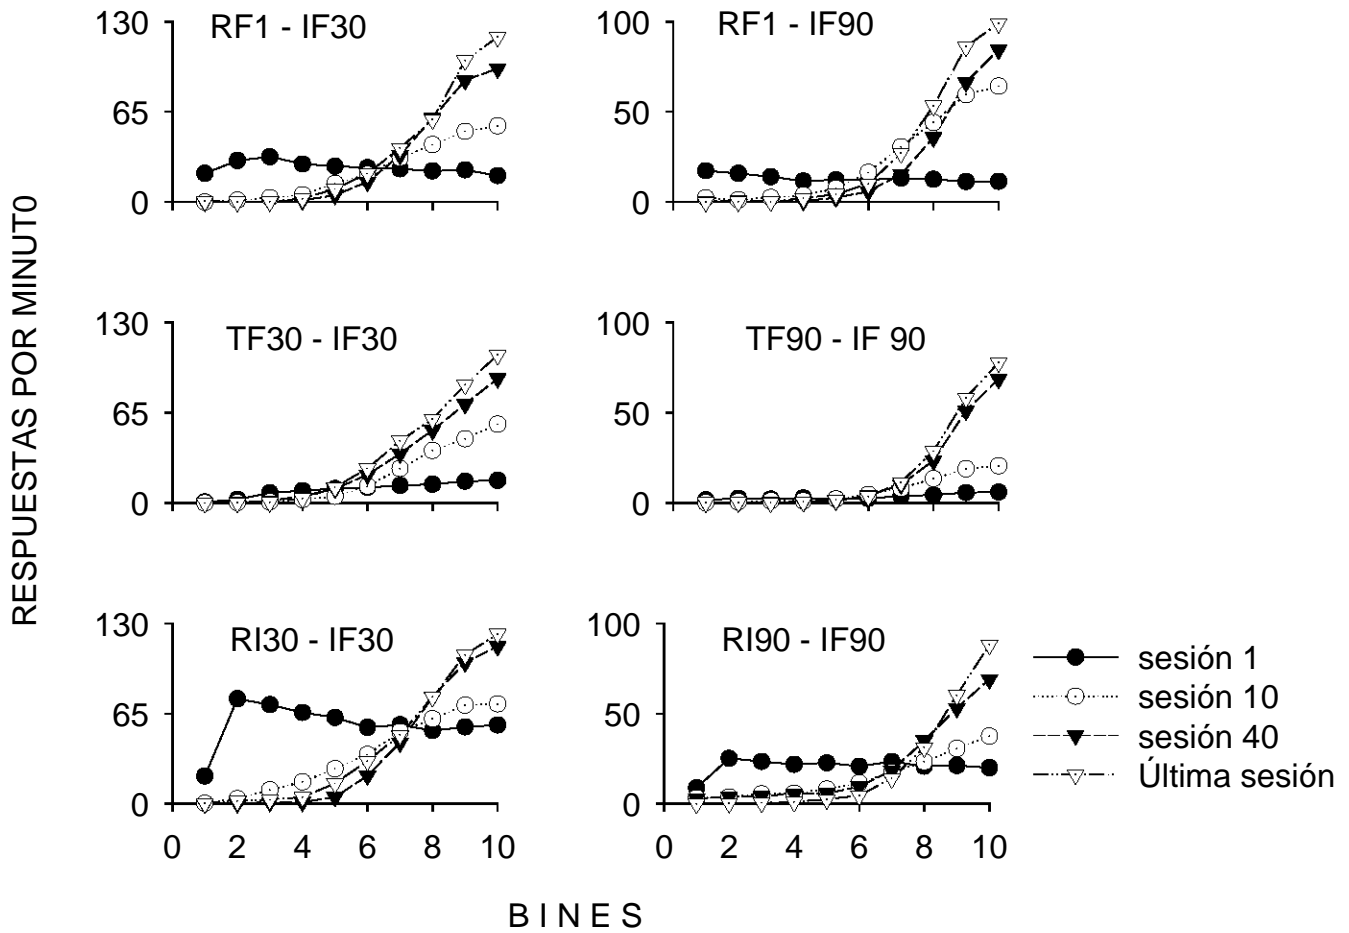 RESPUESTAS POR MINUT0
RF1 - IF30
130
65
0
RF1 - IF90
100
50
0
TF30 - IF30
130
65
0
TF90 - IF 90
100
50
0
RI30 - IF30
130
65
0
0 2 4 6 8 10
RI90 - IF90
100
50
0
0 2 4 6 8 10
sesión 1
sesión 10
sesión 40
Última sesión
B I N E S